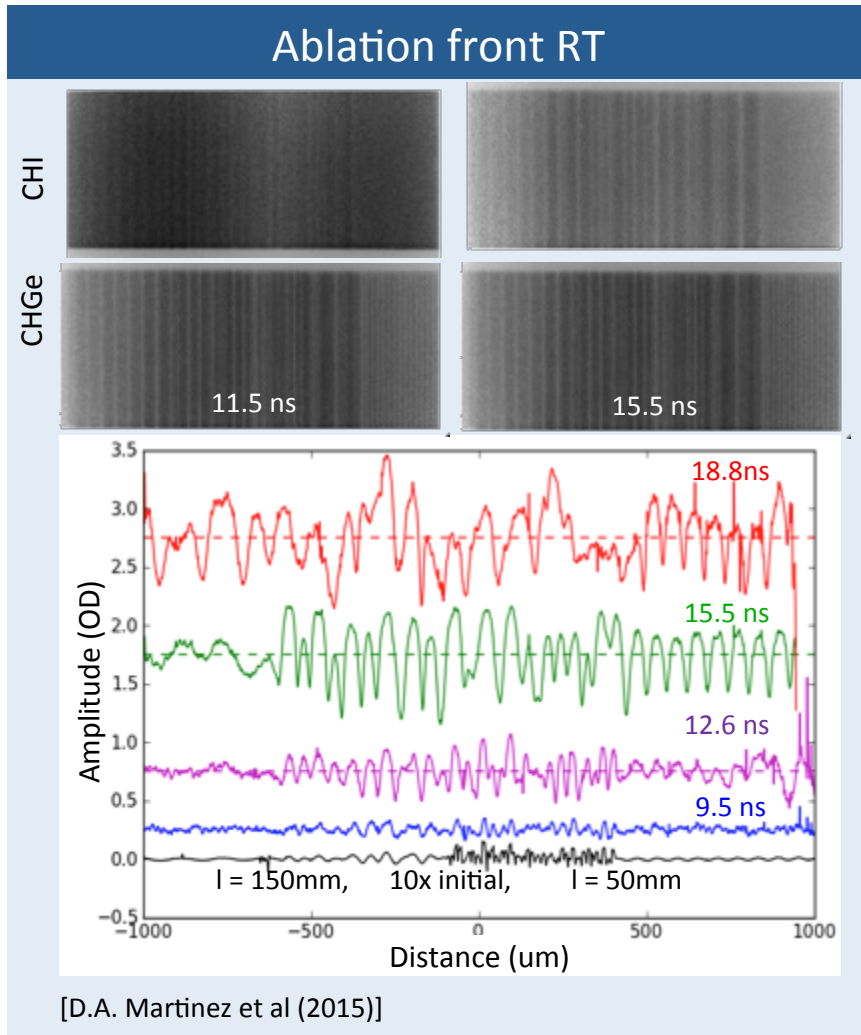 Ablation front RT
CHI
CHGe
11.5 ns
15.5 ns
3.5
3.0
2.5
2.0
1.5
1.0
0.5
0.0
−0.5
Amplitude (OD)
18.8ns
15.5 ns
12.6 ns
9.5 ns
l = 150mm, 10x initial, l = 50mm
−1000 −500 0 500 1000
Distance (um)
[D.A. Martinez et al (2015)]